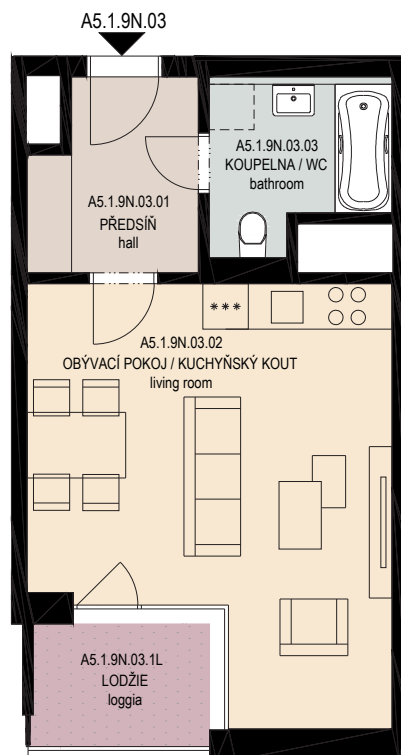 A5.1.9N.03
A5.1.9N.03.03
KOUPELNA / WC
bathroom
A5.1.9N.03.01
PŘEDSÍŇ
hall
***
A5.1.9N.03.02
OBÝVACÍ POKOJ / KUCHYŇSKÝ KOUT
living room
A5.1.9N.03.1L
LODŽIE
loggia